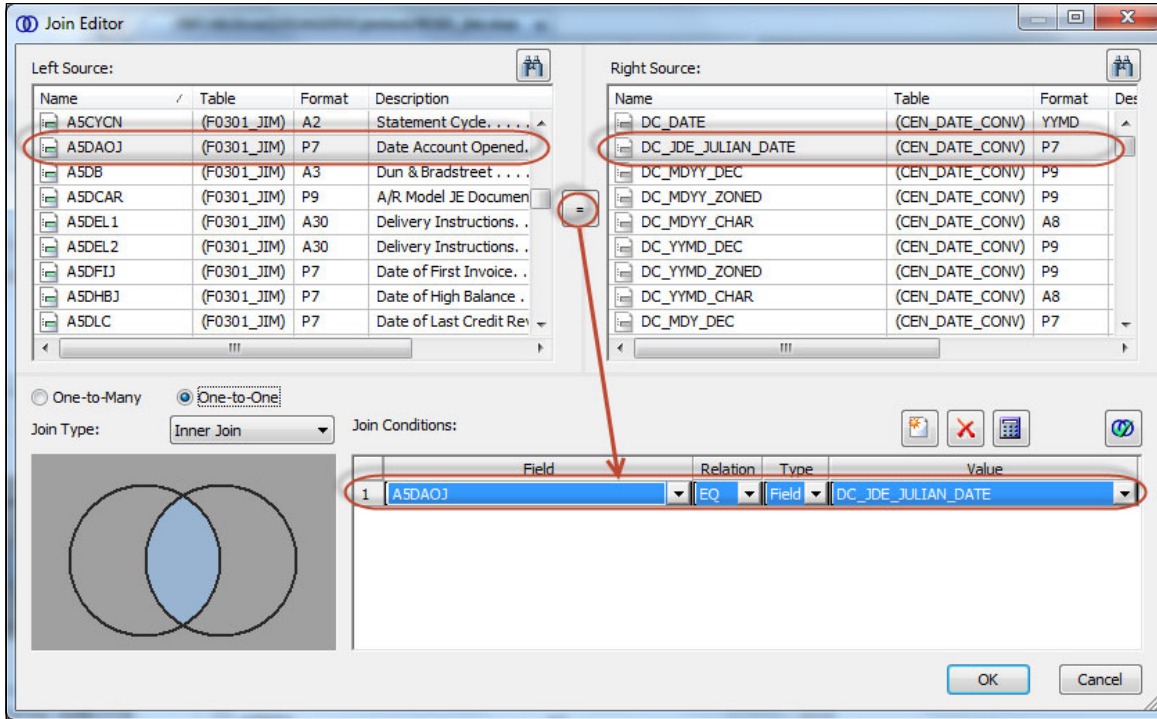 Join Editor
Left Source:
Right Source:
Name / Table Format Description
A5CYCN (F0301_JIM) A2 Statement Cycle. . . . .
A5DAOJ (F0301_JIM) P7 Date Account Opened.
A5DB (F0301_JIM) A3 Dun & Bradstreet . . . .
A5DCAR (F0301_JIM) P9 A/R Model JE Documen
A5DEL1 (F0301_JIM) A30 Delivery Instructions. .
A5DEL2 (F0301_JIM) A30 Delivery Instructions. .
A5DFIJ (F0301_JIM) P7 Date of First Invoice. .
A5DHBJ (F0301_JIM) P7 Date of High Balance .
A5DLC (F0301_JIM) P7 Date of Last Credit Rev
=
Name Table Format Des
DC_DATE (CEN_DATE_CONV) YYMD
DC_JDE_JULIAN_DATE (CEN_DATE_CONV) P7
DC_MDYY_DEC (CEN_DATE_CONV) P9
DC_MDYY_ZONED (CEN_DATE_CONV) P9
DC_MDYY_CHAR (CEN_DATE_CONV) A8
DC_YYMD_DEC (CEN_DATE_CONV) P9
DC_YYMD_ZONED (CEN_DATE_CONV) P9
DC_YYMD_CHAR (CEN_DATE_CONV) A8
DC_MDY_DEC (CEN_DATE_CONV) P7
One-to-Many One-to-One
Join Type: Inner Join
Join Conditions:
Field Relation Type Value
1 A5DAOJ EQ Field DC_JDE_JULIAN_DATE
OK Cancel